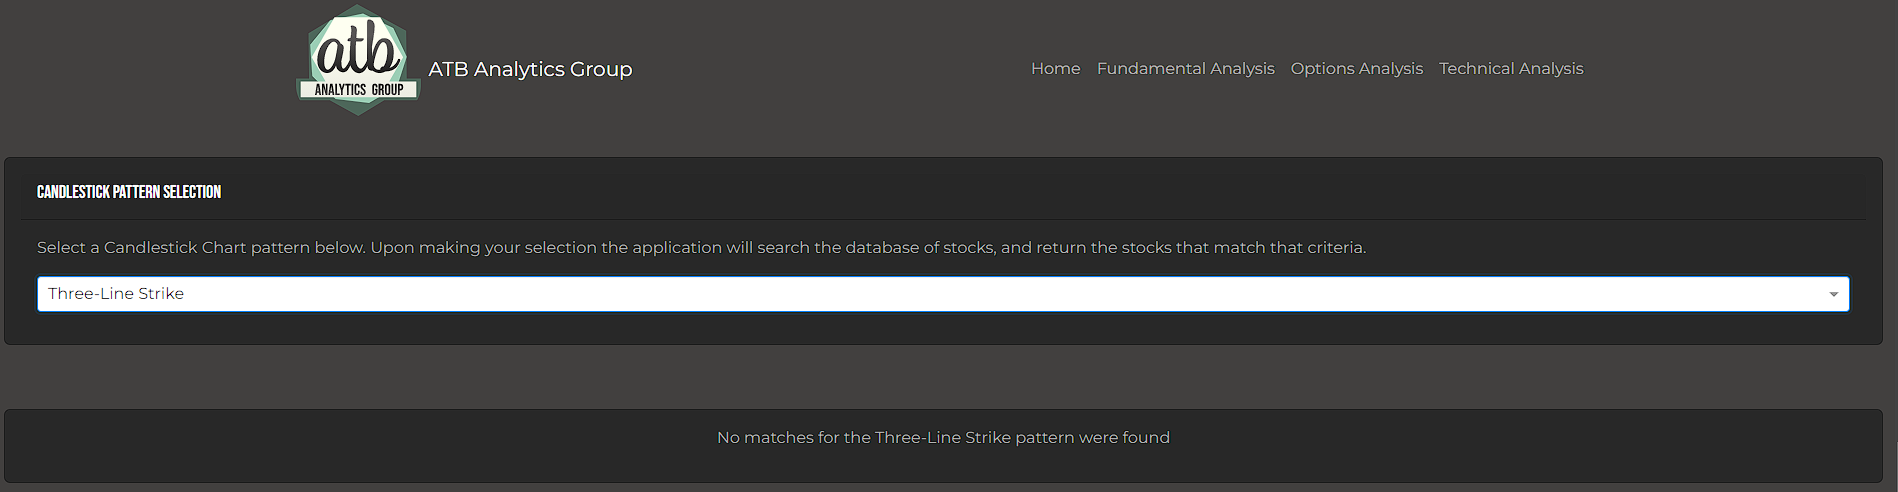 atb
ANALYTICS GROUP
ATB Analytics Group
Home Fundamental Analysis Options Analysis Technical Analysis
CANDLESTICK PATTERN SELECTION
Select a Candlestick Chart pattern below. Upon making your selection the application will search the database of stocks, and return the stocks that match that criteria.
Three-Line Strike
No matches for the Three-Line Strike pattern were found